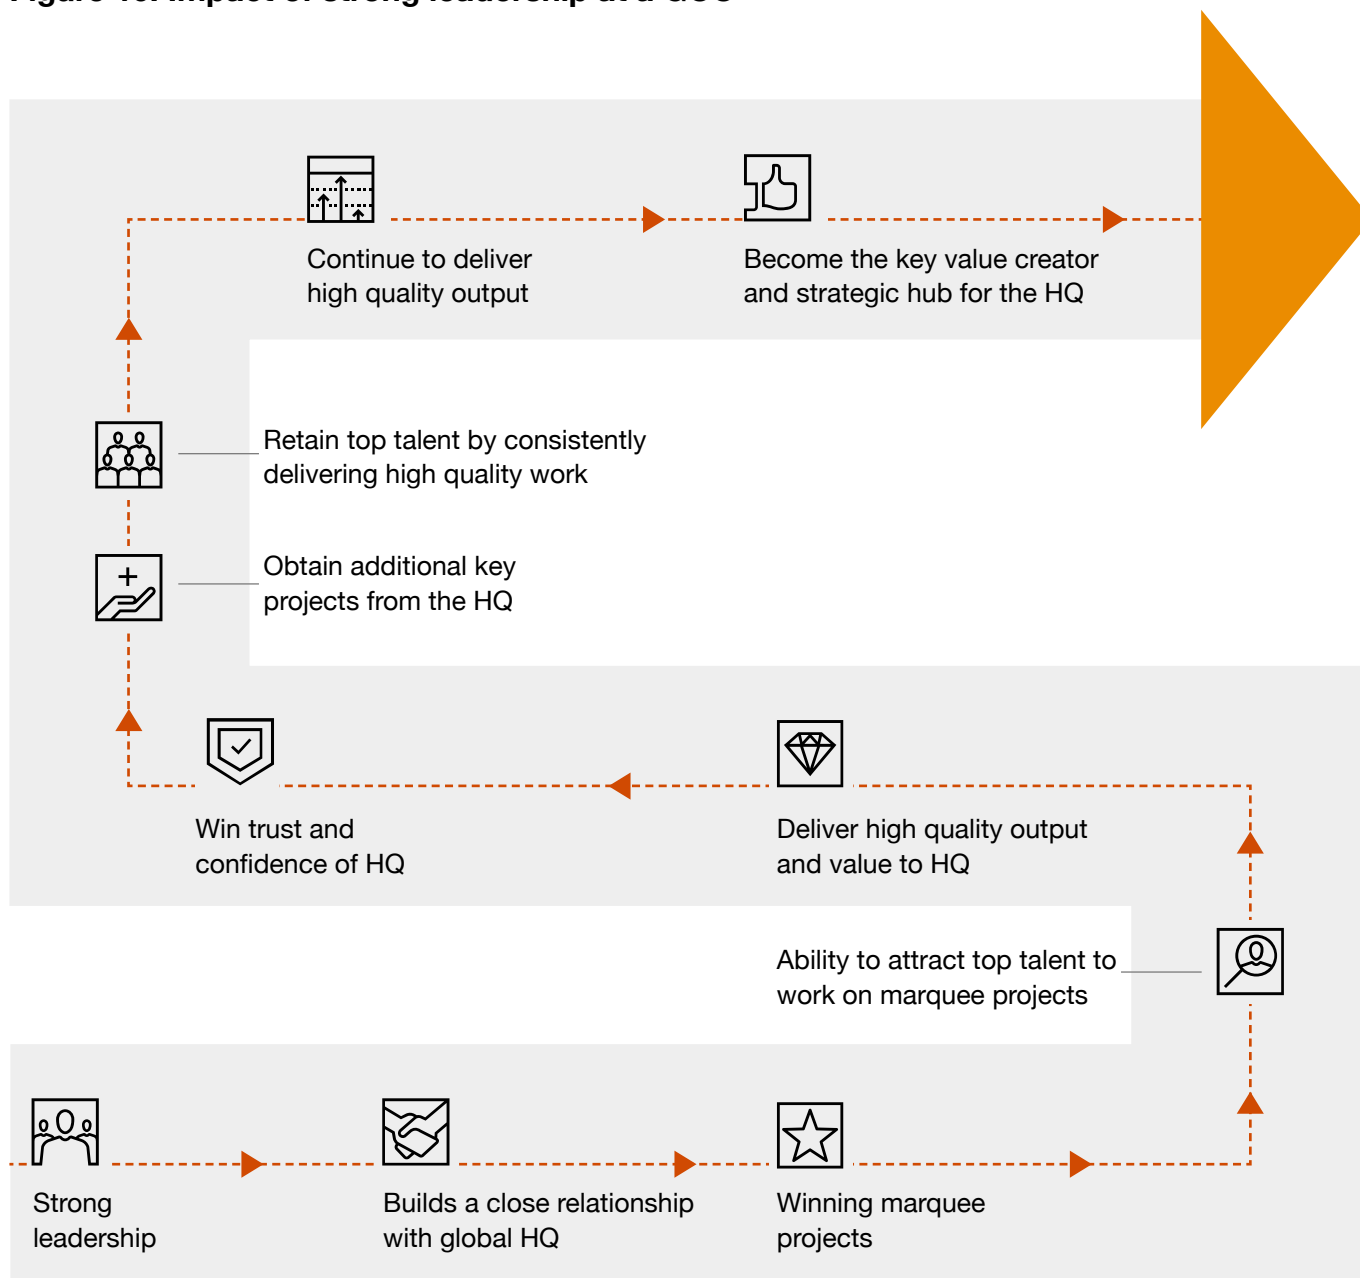 Continue to deliver
high quality output
Become the key value creator
and strategic hub for the HQ
Retain top talent by consistently
delivering high quality work
Obtain additional key
projects from the HQ
Win trust and
confidence of HQ
Deliver high quality output
and value to HQ
Ability to attract top talent to
work on marquee projects
Strong
leadership
Builds a close relationship
with global HQ
Winning marquee
projects